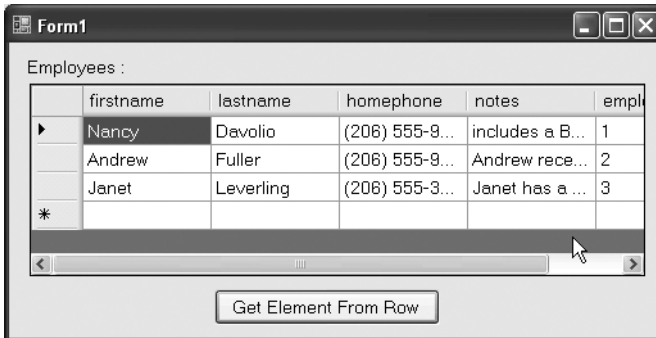 Form1
Employees :
firstname lastname homephone notes emplo
Nancy Davolio (206) 555-9... includes a B... 1
Andrew Fuller (206) 555-9... Andrew rece... 2
Janet Leverling (206) 555-3... Janet has a ... 3
*
Get Element From Row